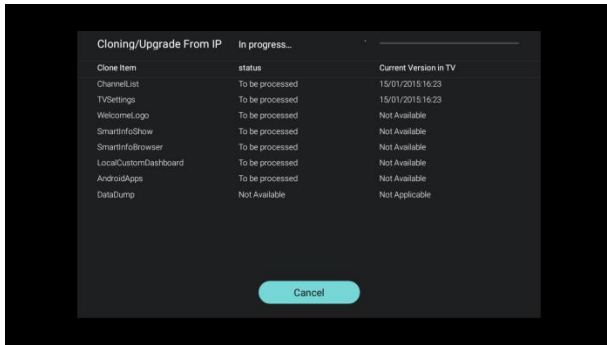 Cloning/Upgrade From IP In progress...
Clone Item status Current Version in TV
ChannelList To be processed 15/01/2015:16:23
TVSettings To be processed 15/01/2015:16:23
WelcomeLogo To be processed Not Available
SmartInfoShow To be processed Not Available
SmartInfoBrowser To be processed Not Available
LocalCustomDashboard To be processed Not Available
AndroidApps To be processed Not Available
DataDump Not Available Not Applicable
Cancel